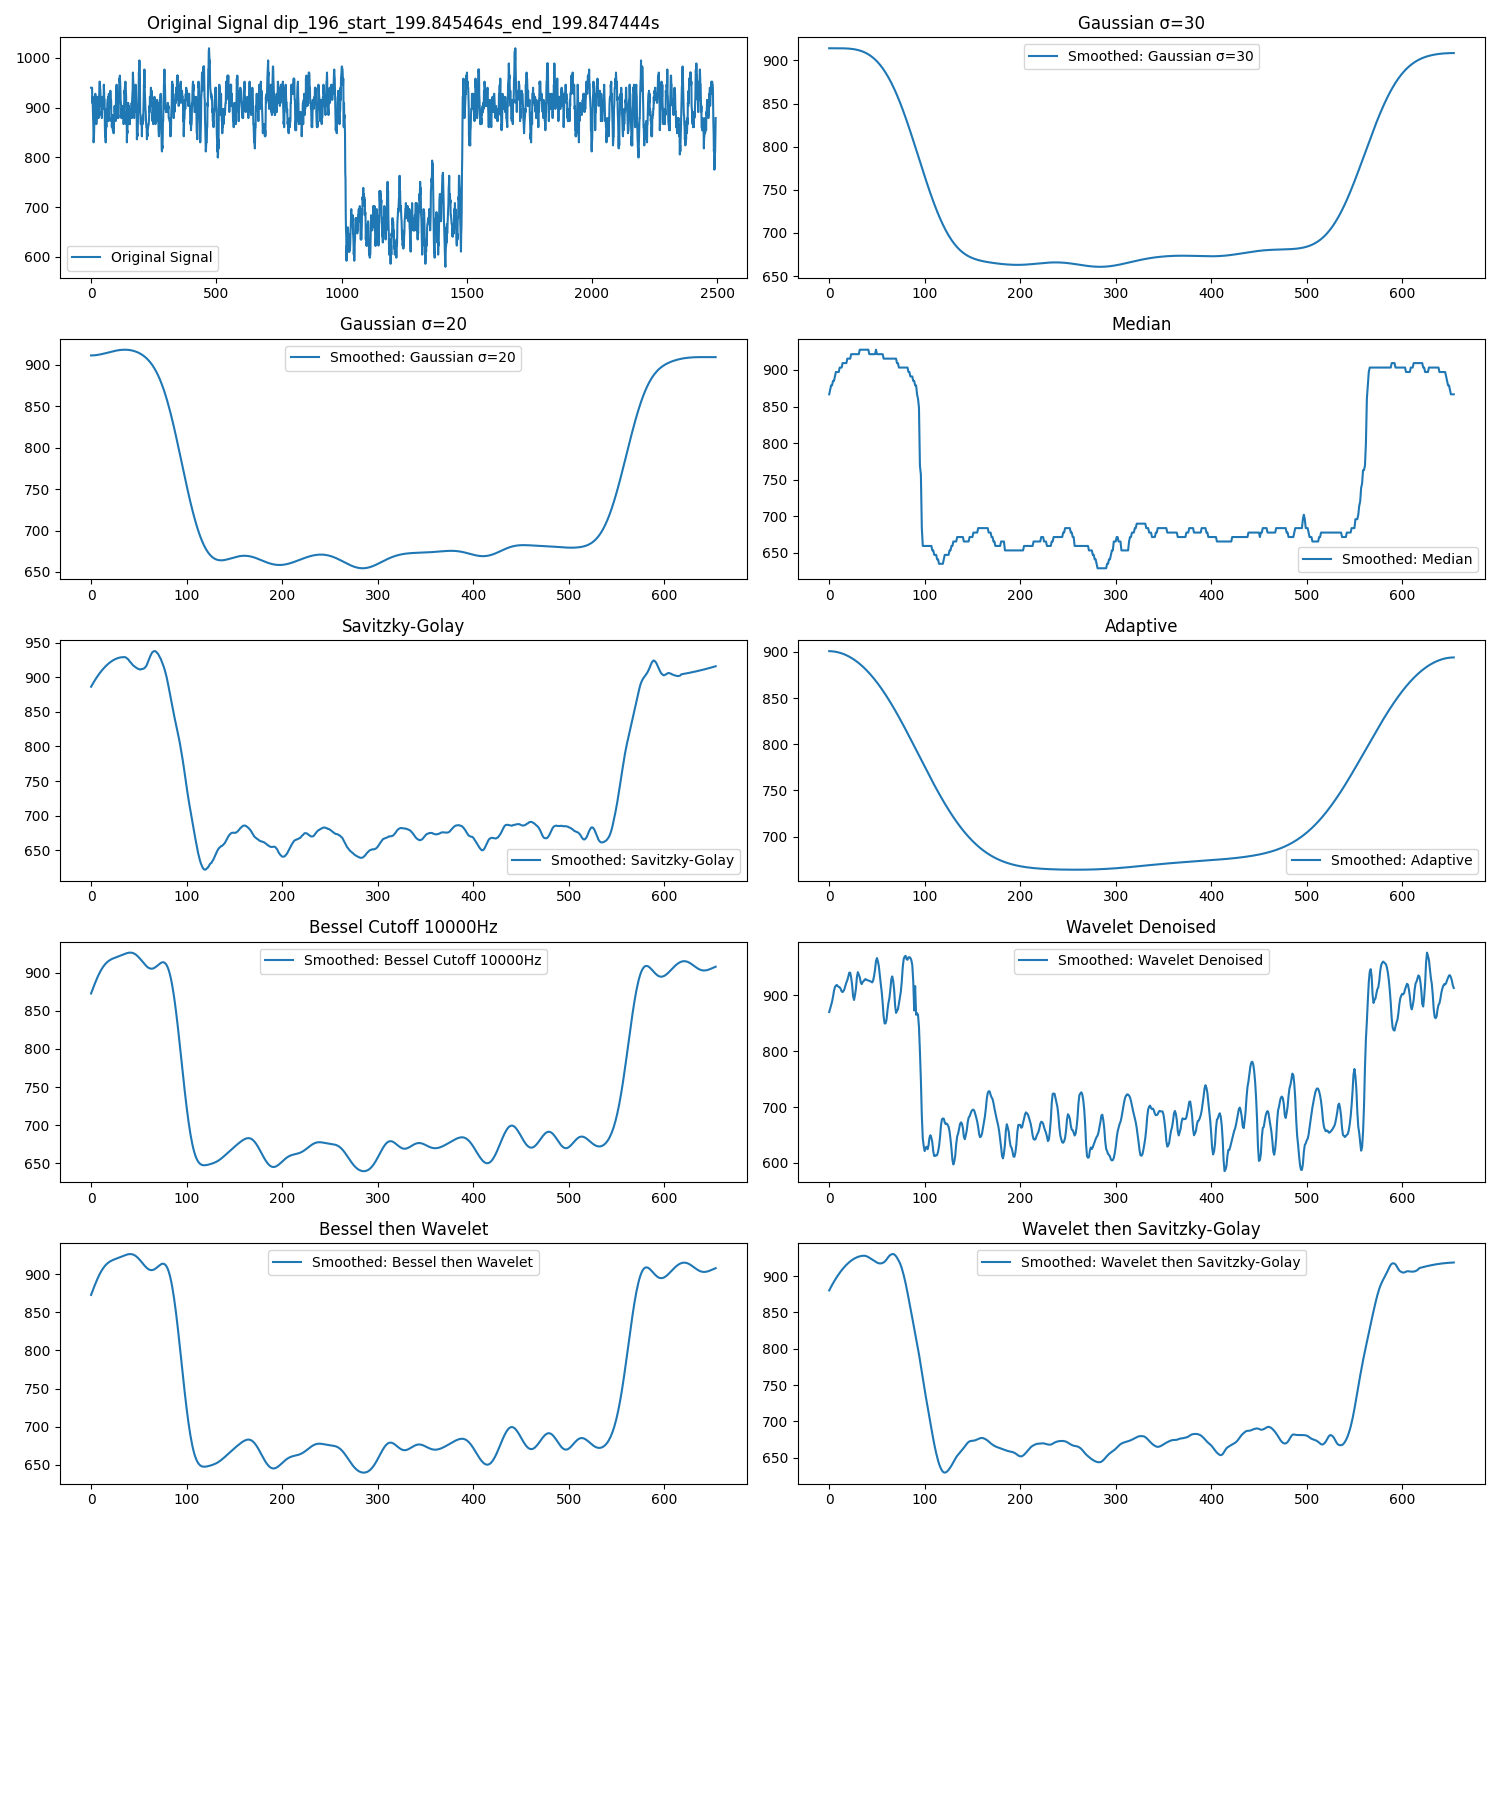 Original Signal dip_196_start_199.845464s_end_199.847444s
1000
900
800
700
600
Original Signal
0 500 1000 1500 2000 2500
Gaussian σ=30
900
850
800
750
700
650
Smoothed: Gaussian σ=30
0 100 200 300 400 500 600
Gaussian σ=20
900
850
800
750
700
650
Smoothed: Gaussian σ=20
0 100 200 300 400 500 600
Median
900
850
800
750
700
650
Smoothed: Median
0 100 200 300 400 500 600
Savitzky-Golay
950
900
850
800
750
700
650
Smoothed: Savitzky-Golay
0 100 200 300 400 500 600
Adaptive
900
850
800
750
700
Smoothed: Adaptive
0 100 200 300 400 500 600
Bessel Cutoff 10000Hz
900
850
800
750
700
650
Smoothed: Bessel Cutoff 10000Hz
0 100 200 300 400 500 600
Wavelet Denoised
900
800
700
600
Smoothed: Wavelet Denoised
0 100 200 300 400 500 600
Bessel then Wavelet
900
850
800
750
700
650
Smoothed: Bessel then Wavelet
0 100 200 300 400 500 600
Wavelet then Savitzky-Golay
900
850
800
750
700
650
Smoothed: Wavelet then Savitzky-Golay
0 100 200 300 400 500 600